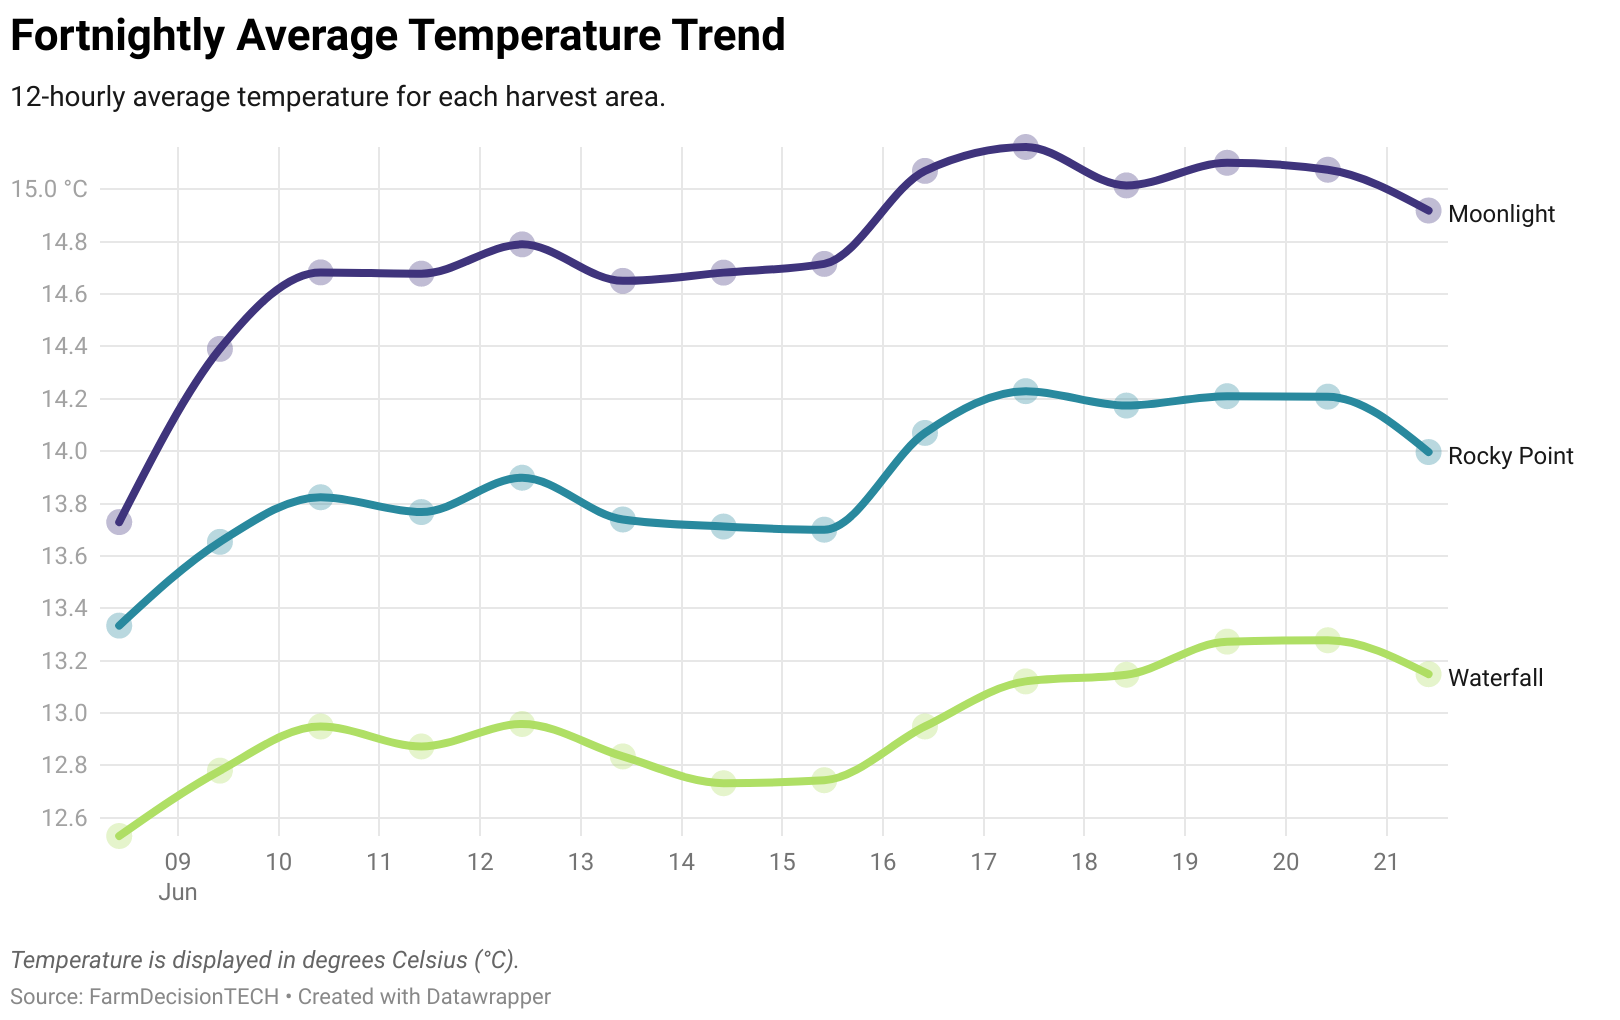 Fortnightly Average Temperature Trend
12-hourly average temperature for each harvest area.
15.0 °C
14.8
14.6
14.4
14.2
14.0
13.8
13.6
13.4
13.2
13.0
12.8
12.6
Moonlight
Rocky Point
Waterfall
09 10 11 12 13 14 15 16 17 18 19 20 21
Jun
Temperature is displayed in degrees Celsius (°C).
Source: FarmDecisionTECH • Created with Datawrapper